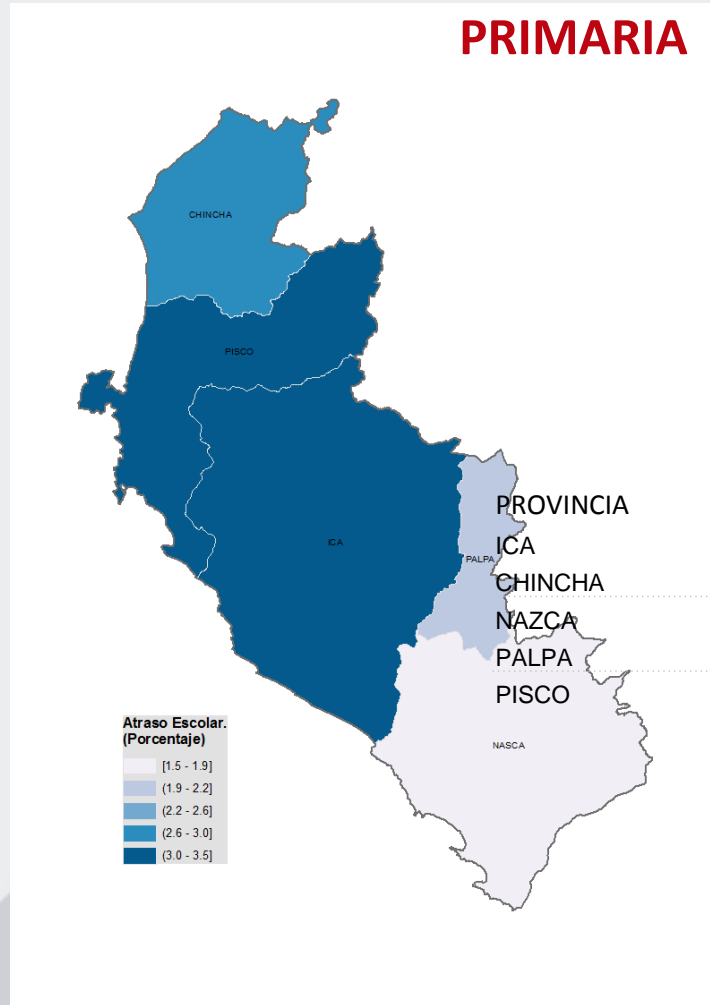 PRIMARIA
CHINCHA
PISCO
ICA
PALPA
NASCA
PROVINCIA
ICA
CHINCHA
NAZCA
PALPA
PISCO
Atraso Escolar.
(Porcentaje)
[1.5 - 1.9]
(1.9 - 2.2]
(2.2 - 2.6]
(2.6 - 3.0]
(3.0 - 3.5]